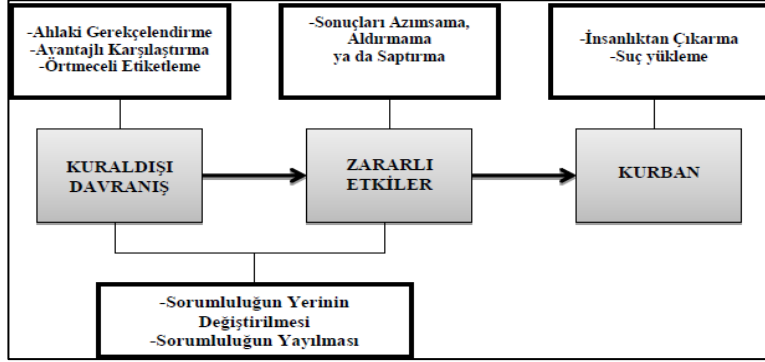 -Ahlaki Gerekçelendirme
-Avantajlı Karşılaştırma
-Örtmeceli Etiketleme
-Sonuçları Azımsama,
Aldırmama
ya da Saptırma
-İnsanlıktan Çıkarma
-Suç yükleme
KURALDIŞI
DAVRANIŞ
ZARARLI
ETKİLER
KURBAN
-Sorumluluğun Yerinin
Değiştirilmesi
-Sorumluluğun Yayılması